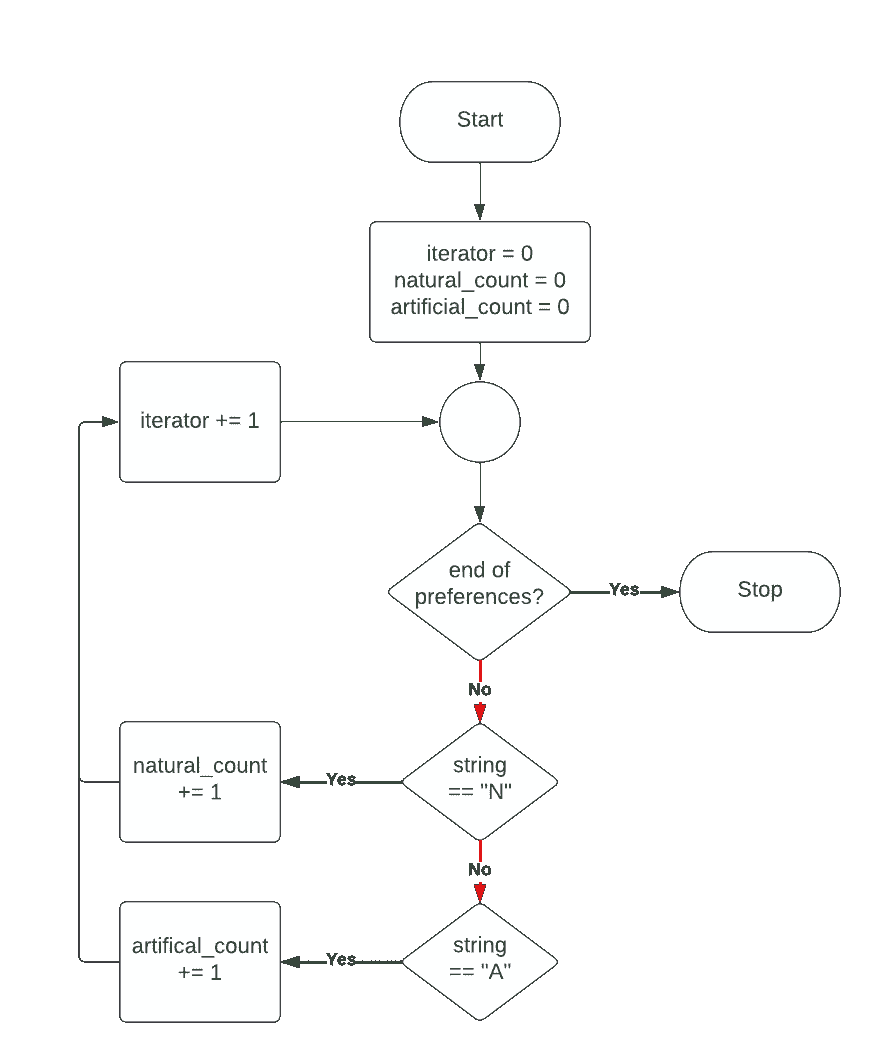 Start
iterator = 0
natural_count = 0
artificial_count = 0
iterator += 1
end of
preferences?
Yes
Stop
No
natural_count
+= 1
Yes
string
== "N"
No
artifical_count
+= 1
Yes
string
== "A"